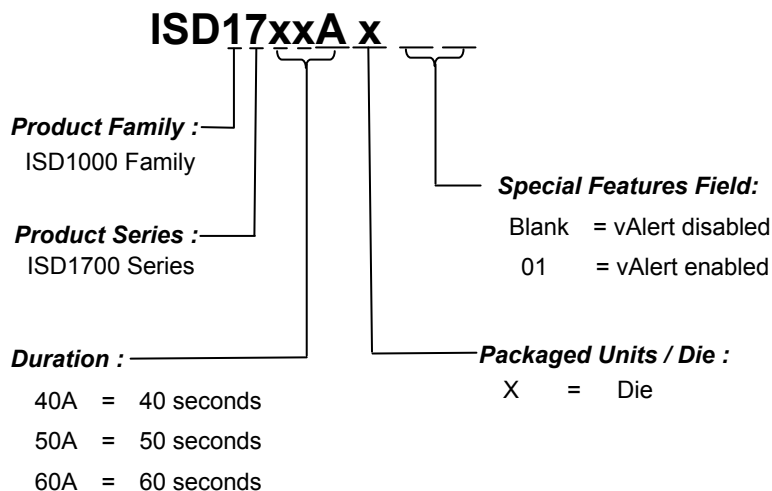 ISD17xxA x _ _
Product Family :
ISD1000 Family
Product Series :
ISD1700 Series
Special Features Field:
Blank = vAlert disabled
01 = vAlert enabled
Duration :
40A = 40 seconds
50A = 50 seconds
60A = 60 seconds
Packaged Units / Die :
X = Die